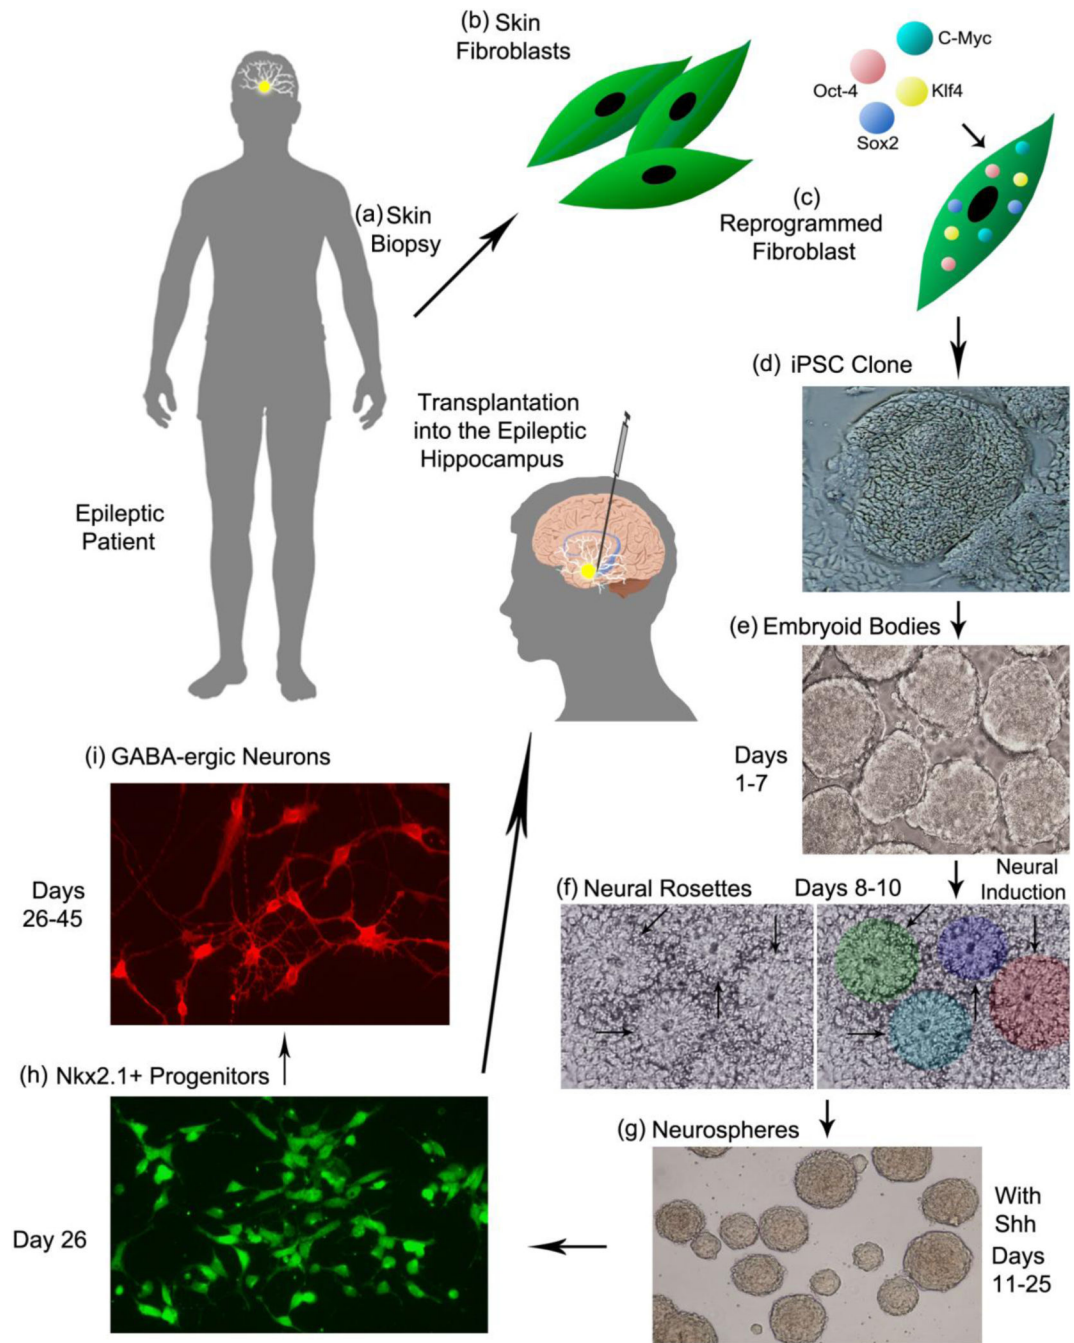 (b) Skin
Fibroblasts
C-Myc
Oct-4
Klf4
Sox2
(a) Skin
Biopsy
(c)
Reprogrammed
Fibroblast
(d) iPSC Clone
Transplantation
into the Epileptic
Hippocampus
Epileptic
Patient
(e) Embryoid Bodies
Days
1-7
Neural
Induction
(f) Neural Rosettes
Days 8-10
(g) Neurospheres
With
Shh
Days
11-25
(h) Nkx2.1+ Progenitors
Day 26
(i) GABA-ergic Neurons
Days
26-45